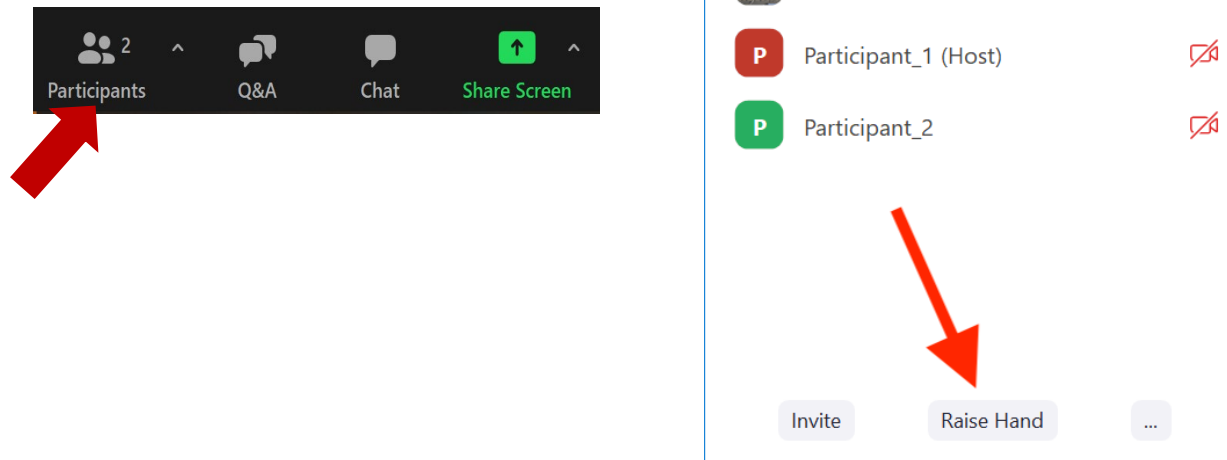 2
Participants
Q&A
Chat
Share Screen
P
Participant_1 (Host)
P
Participant_2
Invite
Raise Hand
...